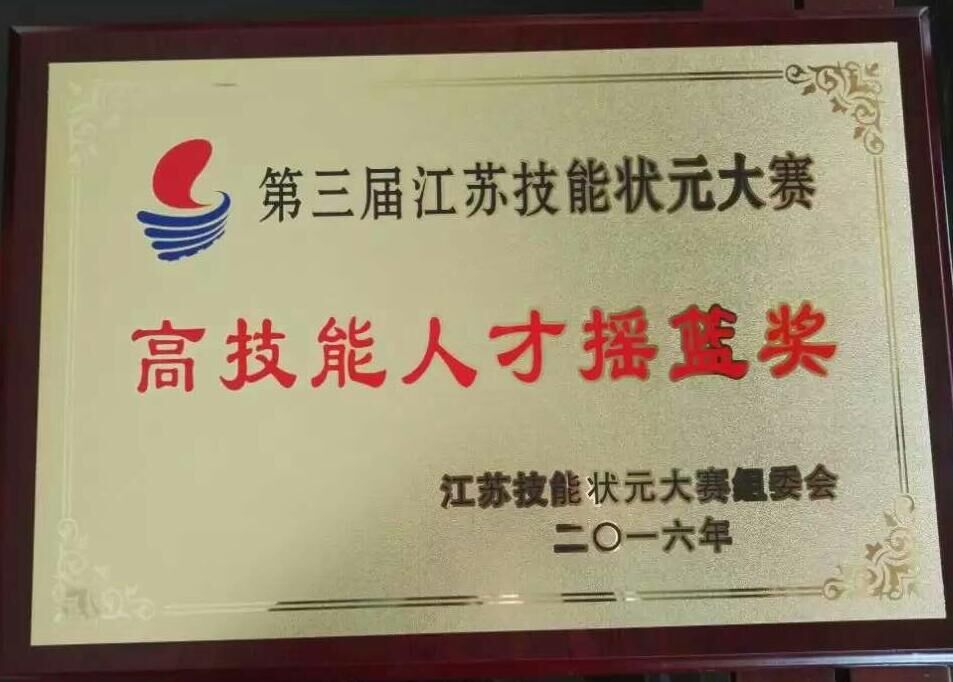 第三届江苏技能状元大赛
高技能人才摇篮奖
江苏技能状元大赛组委会
二〇一六年